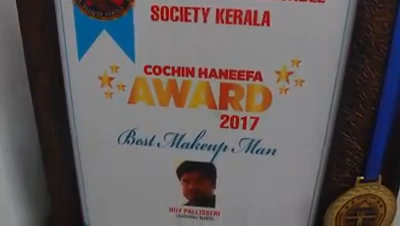 SOCIETY KERALA
COCHIN HANEEFA
AWARD
2017
Best Makeup Man
ROY PALLISSERI